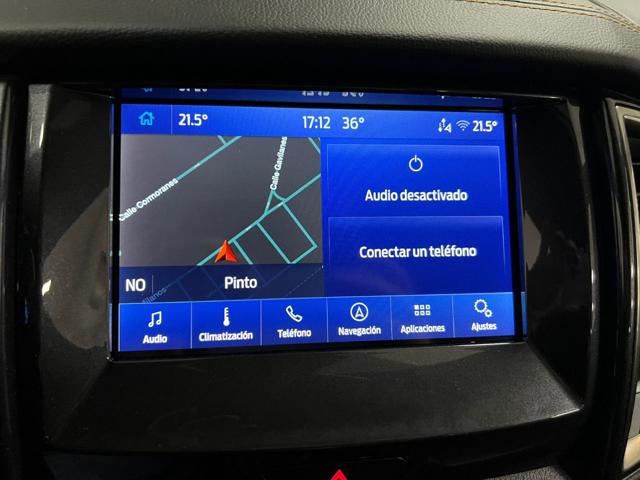 21.5°
17:12
36°
21.5°
Calle Cormoranes
Calle Gavilanes
NO
Pinto
Audio desactivado
Conectar un teléfono
Audio
Climatización
Teléfono
Navegación
Aplicaciones
Ajustes